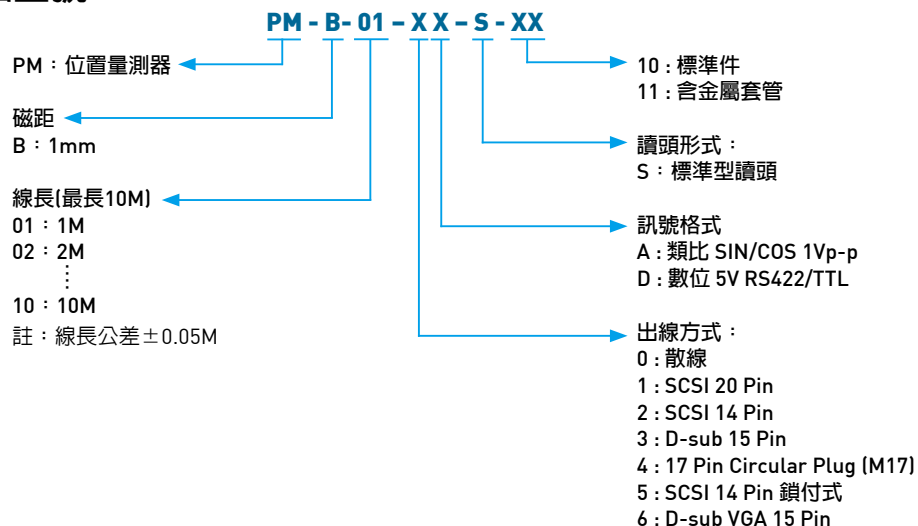 PM - B- 01 – X X – S - XX
PM：位置量測器
磁距
B：1mm
線長(最長10M)
01：1M
02：2M
⋮
10：10M
註：線長公差±0.05M
10 : 標準件
11 : 含金屬套管
讀頭形式：
S：標準型讀頭
訊號格式
A : 類比 SIN/COS 1Vp-p
D : 數位 5V RS422/TTL
出線方式：
0 : 散線
1 : SCSI 20 Pin
2 : SCSI 14 Pin
3 : D-sub 15 Pin
4 : 17 Pin Circular Plug (M17)
5 : SCSI 14 Pin 鎖付式
6 : D-sub VGA 15 Pin